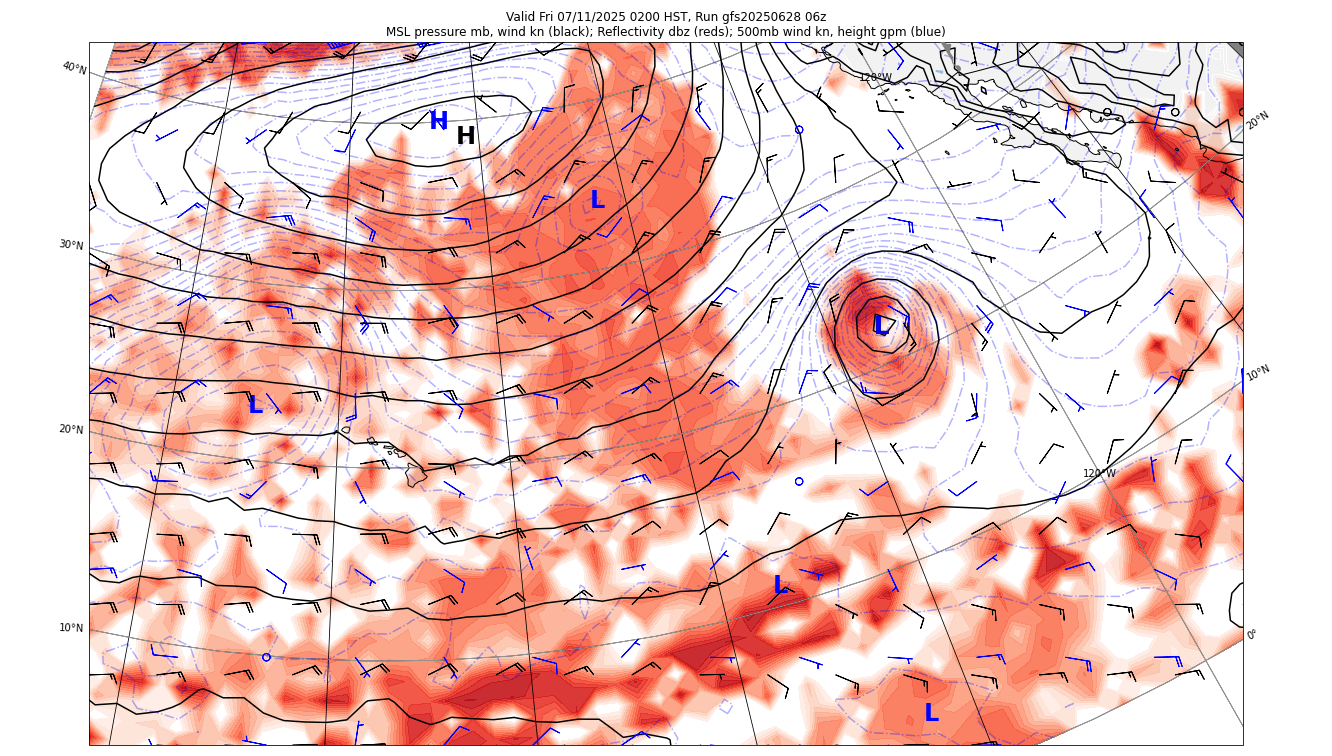 Valid Fri 07/11/2025 0200 HST, Run gfs20250628 06z
MSL pressure mb, wind kn (black); Reflectivity dbz (reds); 500mb wind kn, height gpm (blue)
40°N
120°W
20°N
H
H
L
30°N
L
10°N
L
20°N
120°W
L
10°N
0°
L